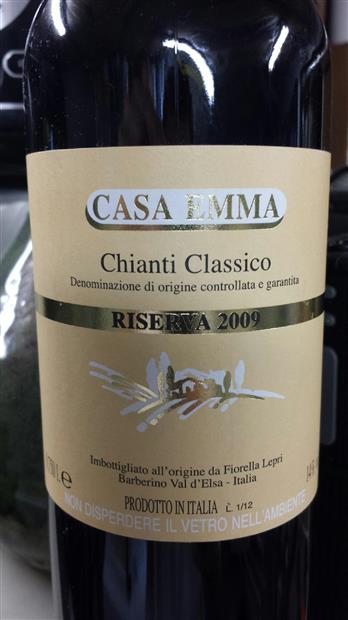 CASA EMMA
Chianti Classico
Denominazione di origine controllata e garantita
RISERVA 2009
Imbottigliato all'origine da Fiorella Lepri
Barberino Val d'Elsa - Italia
PRODOTTO IN ITALIA L. 1/12
NON DISPERDERE IL VETRO NELL'AMBIENTE